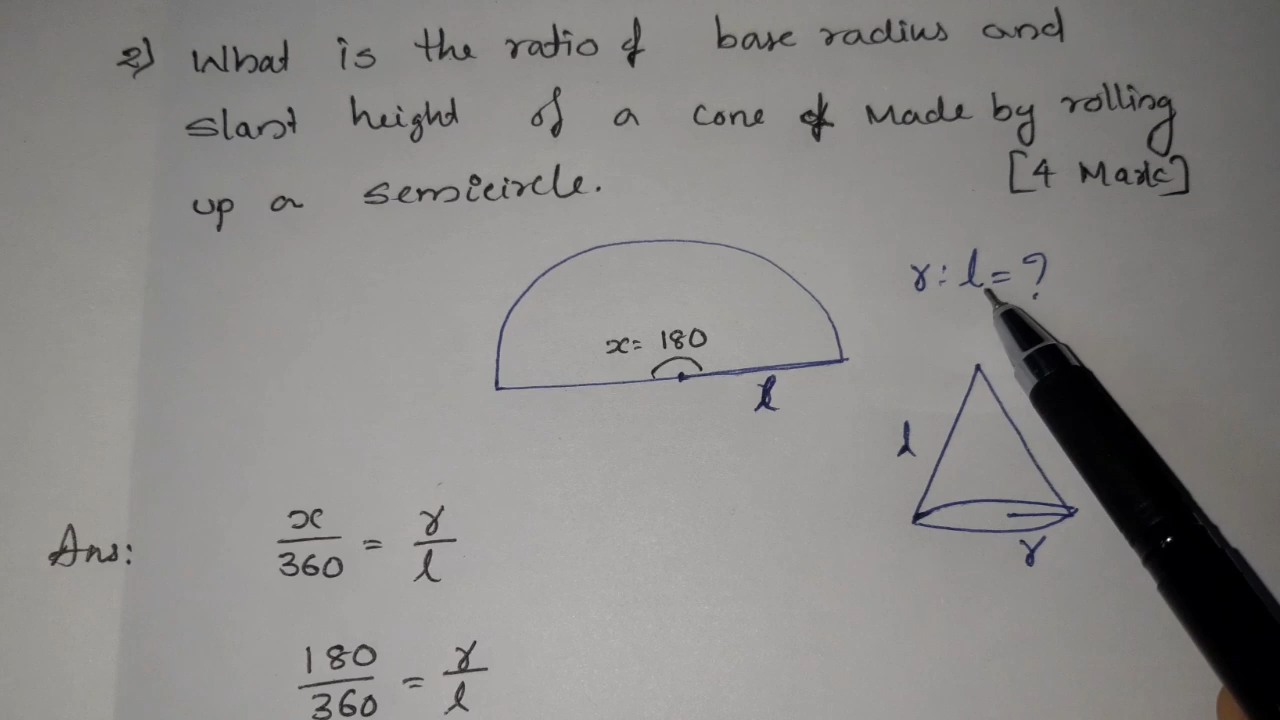 2) What is the ratio of base radius and
slant height of a cone of Made by rolling
up a semicircle. [4 Mark]
r : l = ?
x = 180
l
l
r
Ans: x/360 = r/l
180/360 = r/l